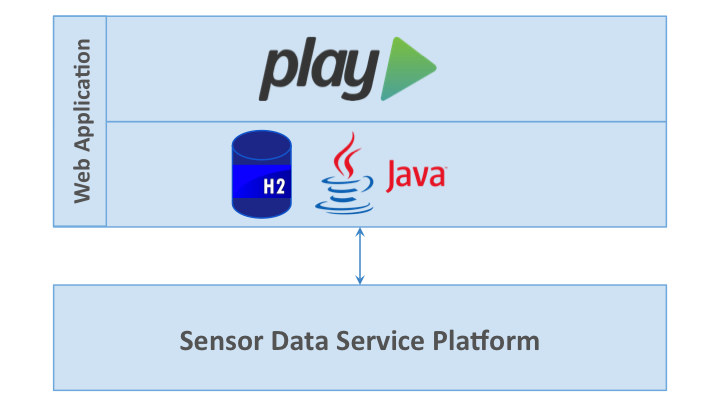 Web Application
play
H2
Java
Sensor Data Service Platform